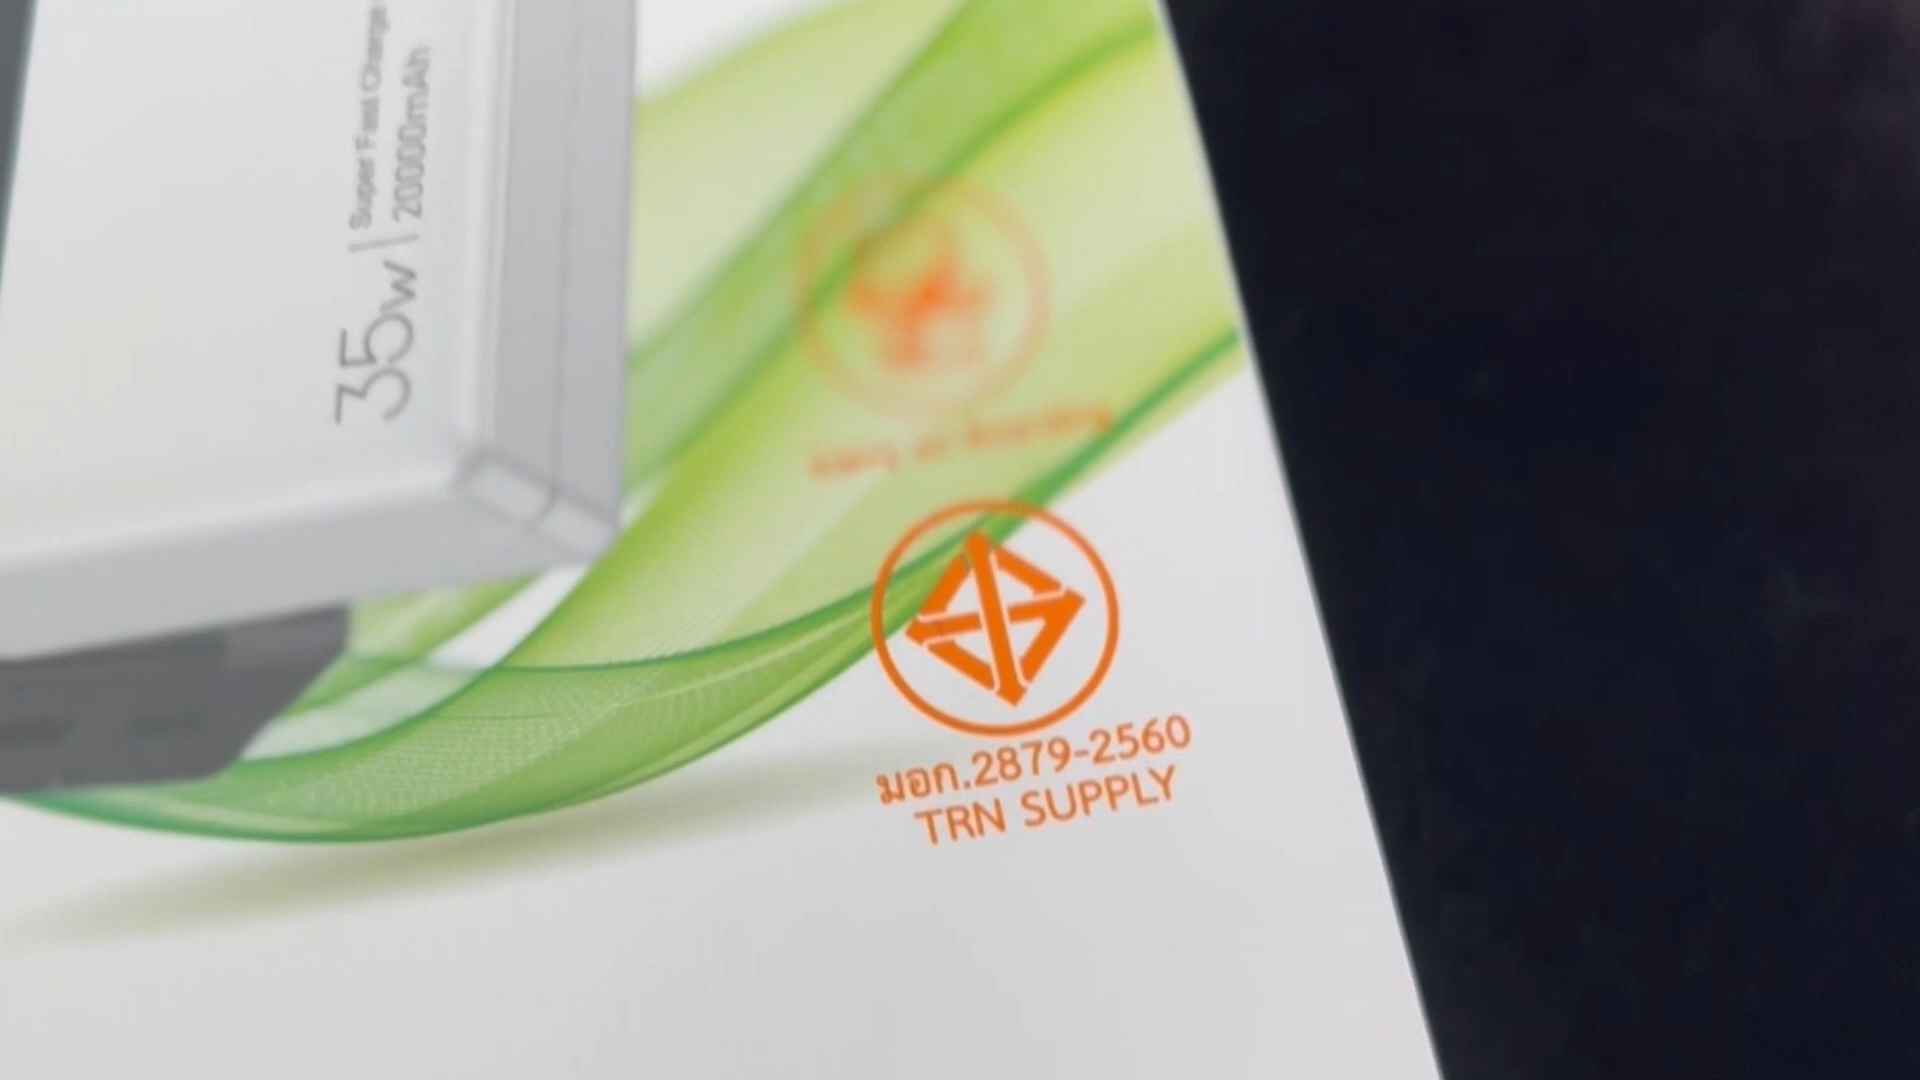 35w
Super Fast Charge
20000mAh
มอก.2879-2560
TRN SUPPLY